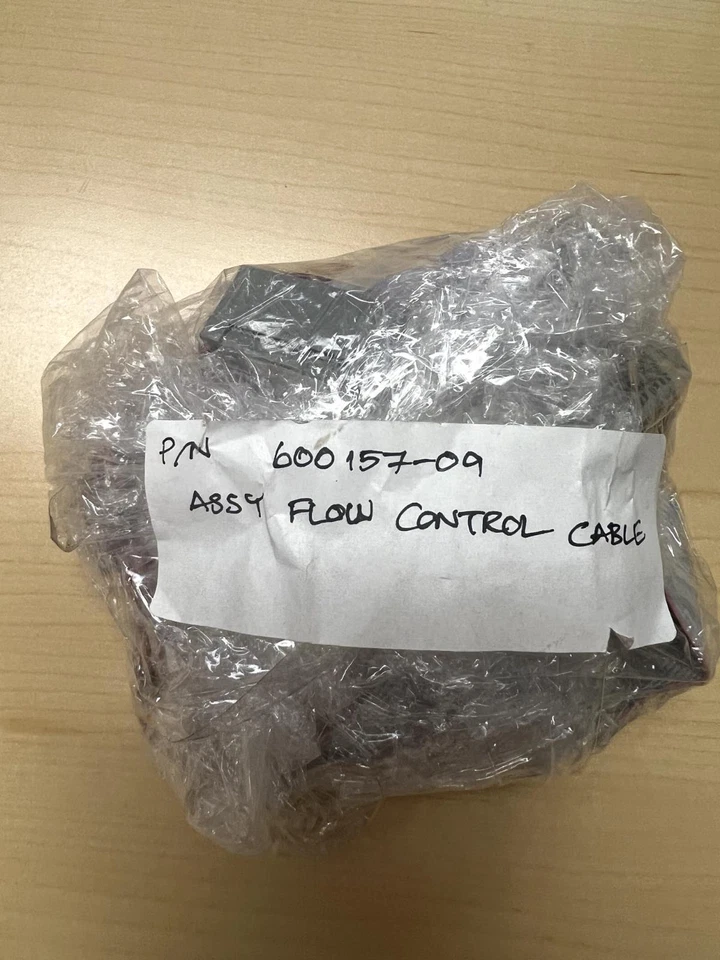 P/N 600157-09
ASSY FLOW CONTROL CABLE